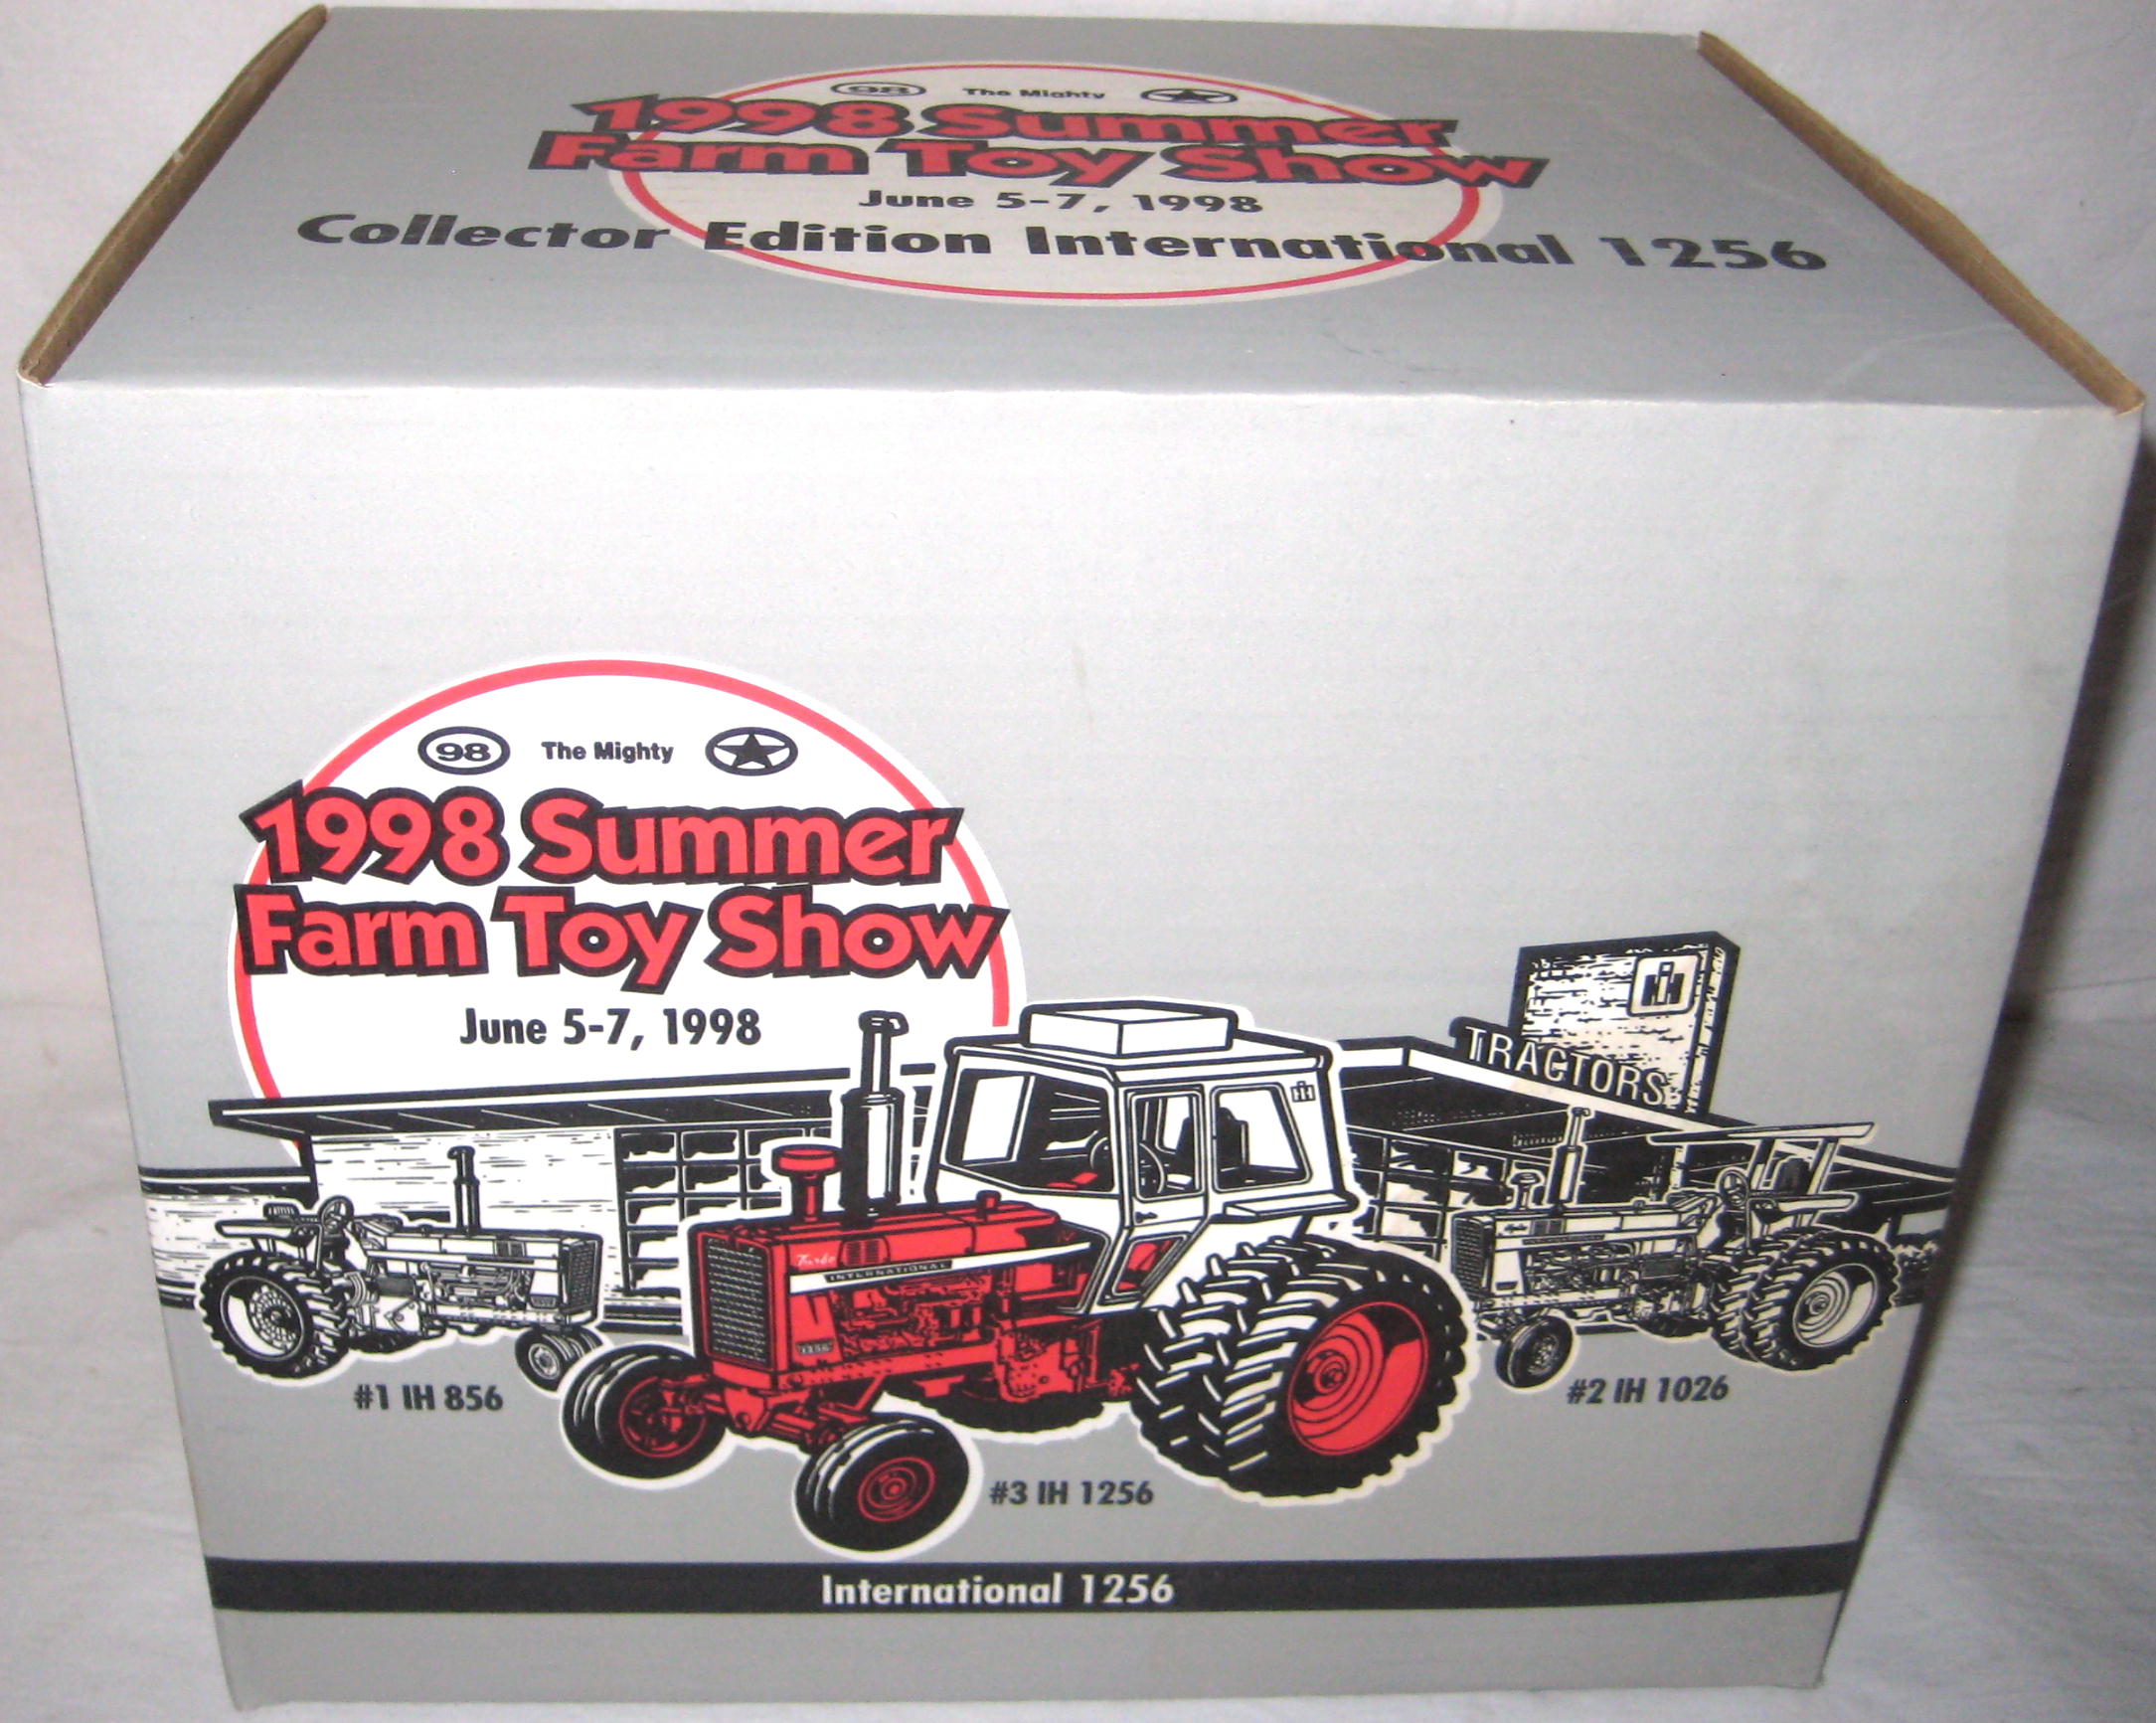 98 The Mighty
1998 Summer
Farm Toy Show
June 5-7, 1998
Collector Edition International 1256
98 The Mighty
1998 Summer
Farm Toy Show
June 5-7, 1998
IH
TRACTORS
IH
Turbo
INTERNATIONAL
1256
#1 IH 856
#2 IH 1026
#3 IH 1256
International 1256